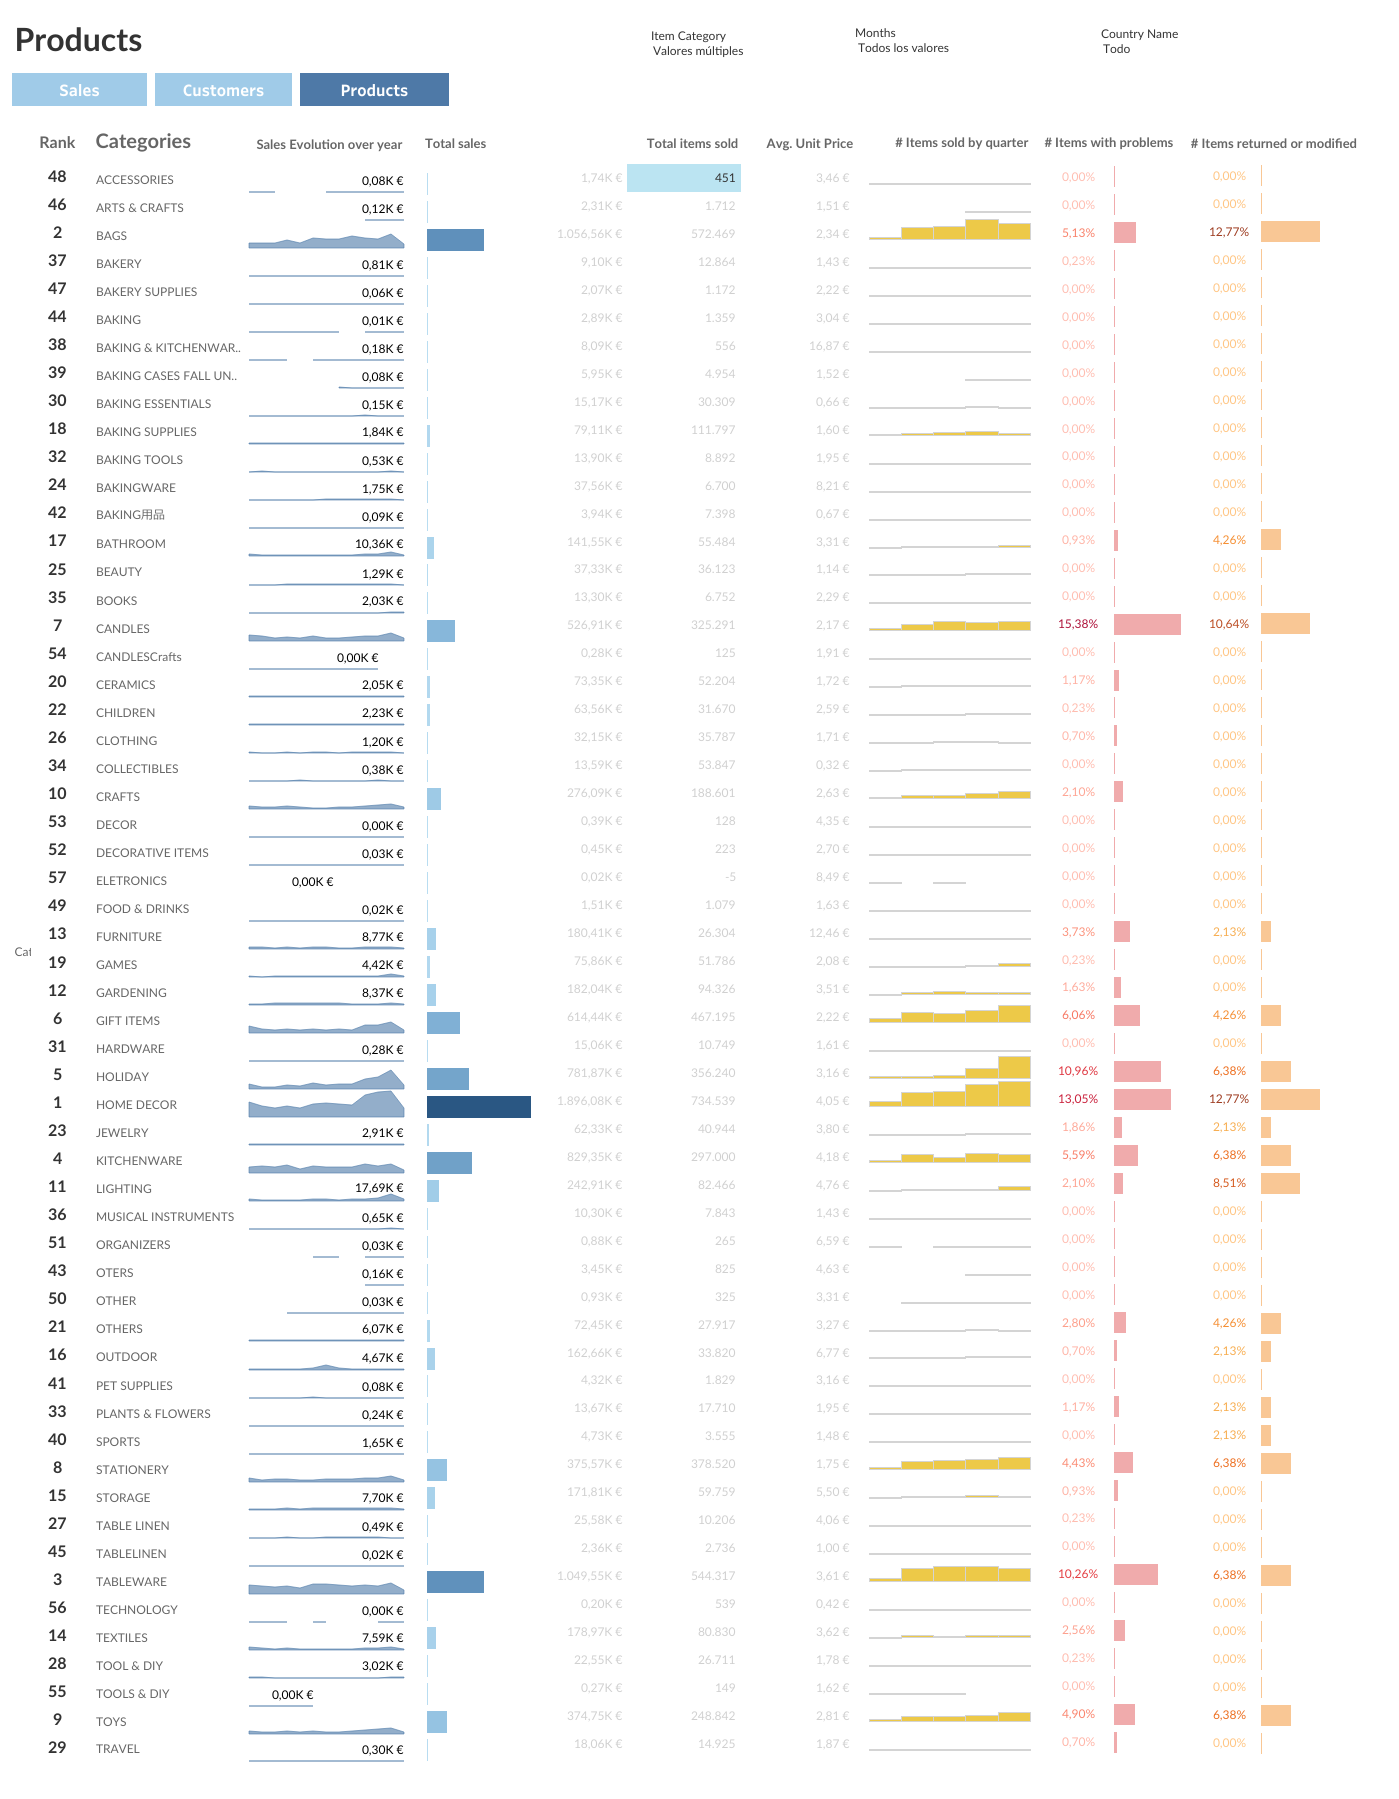 Products
Item Category
Valores múltiples
Months
Todos los valores
Country Name
Todo
Sales Customers Products
Rank Categories Sales Evolution over year Total sales Total items sold Avg. Unit Price # Items sold by quarter # Items with problems # Items returned or modified
48 ACCESSORIES 0,08K € 1,74K € 451 3,46 € 0,00% 0,00%
46 ARTS & CRAFTS 0,12K € 2,31K € 1.712 1,51 € 0,00% 0,00%
2 BAGS 1.056,56K € 572.469 2,34 € 5,13% 12,77%
37 BAKERY 0,81K € 9,10K € 12.864 1,43 € 0,23% 0,00%
47 BAKERY SUPPLIES 0,06K € 2,07K € 1.172 2,22 € 0,00% 0,00%
44 BAKING 0,01K € 2,89K € 1.359 3,04 € 0,00% 0,00%
38 BAKING & KITCHENWAR.. 0,18K € 8,09K € 556 16,87 € 0,00% 0,00%
39 BAKING CASES FALL UN.. 0,08K € 5,95K € 4.954 1,52 € 0,00% 0,00%
30 BAKING ESSENTIALS 0,15K € 15,17K € 30.309 0,66 € 0,00% 0,00%
18 BAKING SUPPLIES 1,84K € 79,11K € 111.797 1,60 € 0,00% 0,00%
32 BAKING TOOLS 0,53K € 13,90K € 8.892 1,95 € 0,00% 0,00%
24 BAKINGWARE 1,75K € 37,56K € 6.700 8,21 € 0,00% 0,00%
42 BAKING用品 0,09K € 3,94K € 7.398 0,67 € 0,00% 0,00%
17 BATHROOM 10,36K € 141,55K € 55.484 3,31 € 0,93% 4,26%
25 BEAUTY 1,29K € 37,33K € 36.123 1,14 € 0,00% 0,00%
35 BOOKS 2,03K € 13,30K € 6.752 2,29 € 0,00% 0,00%
7 CANDLES 526,91K € 325.291 2,17 € 15,38% 10,64%
54 CANDLESCrafts 0,00K € 0,28K € 125 1,91 € 0,00% 0,00%
20 CERAMICS 2,05K € 73,35K € 52.204 1,72 € 1,17% 0,00%
22 CHILDREN 2,23K € 63,56K € 31.670 2,59 € 0,23% 0,00%
26 CLOTHING 1,20K € 32,15K € 35.787 1,71 € 0,70% 0,00%
34 COLLECTIBLES 0,38K € 13,59K € 53.847 0,32 € 0,00% 0,00%
10 CRAFTS 276,09K € 188.601 2,63 € 2,10% 0,00%
53 DECOR 0,00K € 0,39K € 128 4,35 € 0,00% 0,00%
52 DECORATIVE ITEMS 0,03K € 0,45K € 223 2,70 € 0,00% 0,00%
57 ELETRONICS 0,00K € 0,02K € -5 8,49 € 0,00% 0,00%
49 FOOD & DRINKS 0,02K € 1,51K € 1.079 1,63 € 0,00% 0,00%
13 FURNITURE 8,77K € 180,41K € 26.304 12,46 € 3,73% 2,13%
Cat
19 GAMES 4,42K € 75,86K € 51.786 2,08 € 0,23% 0,00%
12 GARDENING 8,37K € 182,04K € 94.326 3,51 € 1,63% 0,00%
6 GIFT ITEMS 614,44K € 467.195 2,22 € 6,06% 4,26%
31 HARDWARE 0,28K € 15,06K € 10.749 1,61 € 0,00% 0,00%
5 HOLIDAY 781,87K € 356.240 3,16 € 10,96% 6,38%
1 HOME DECOR 1.896,08K € 734.539 4,05 € 13,05% 12,77%
23 JEWELRY 2,91K € 62,33K € 40.944 3,80 € 1,86% 2,13%
4 KITCHENWARE 829,35K € 297.000 4,18 € 5,59% 6,38%
11 LIGHTING 17,69K € 242,91K € 82.466 4,76 € 2,10% 8,51%
36 MUSICAL INSTRUMENTS 0,65K € 10,30K € 7.843 1,43 € 0,00% 0,00%
51 ORGANIZERS 0,03K € 0,88K € 265 6,59 € 0,00% 0,00%
43 OTERS 0,16K € 3,45K € 825 4,63 € 0,00% 0,00%
50 OTHER 0,03K € 0,93K € 325 3,31 € 0,00% 0,00%
21 OTHERS 6,07K € 72,45K € 27.917 3,27 € 2,80% 4,26%
16 OUTDOOR 4,67K € 162,66K € 33.820 6,77 € 0,70% 2,13%
41 PET SUPPLIES 0,08K € 4,32K € 1.829 3,16 € 0,00% 0,00%
33 PLANTS & FLOWERS 0,24K € 13,67K € 17.710 1,95 € 1,17% 2,13%
40 SPORTS 1,65K € 4,73K € 3.555 1,48 € 0,00% 2,13%
8 STATIONERY 375,57K € 378.520 1,75 € 4,43% 6,38%
15 STORAGE 7,70K € 171,81K € 59.759 5,50 € 0,93% 0,00%
27 TABLE LINEN 0,49K € 25,58K € 10.206 4,06 € 0,23% 0,00%
45 TABLELINEN 0,02K € 2,36K € 2.736 1,00 € 0,00% 0,00%
3 TABLEWARE 1.049,55K € 544.317 3,61 € 10,26% 6,38%
56 TECHNOLOGY 0,00K € 0,20K € 539 0,42 € 0,00% 0,00%
14 TEXTILES 7,59K € 178,97K € 80.830 3,62 € 2,56% 0,00%
28 TOOL & DIY 3,02K € 22,55K € 26.711 1,78 € 0,23% 0,00%
55 TOOLS & DIY 0,00K € 0,27K € 149 1,62 € 0,00% 0,00%
9 TOYS 374,75K € 248.842 2,81 € 4,90% 6,38%
29 TRAVEL 0,30K € 18,06K € 14.925 1,87 € 0,70% 0,00%